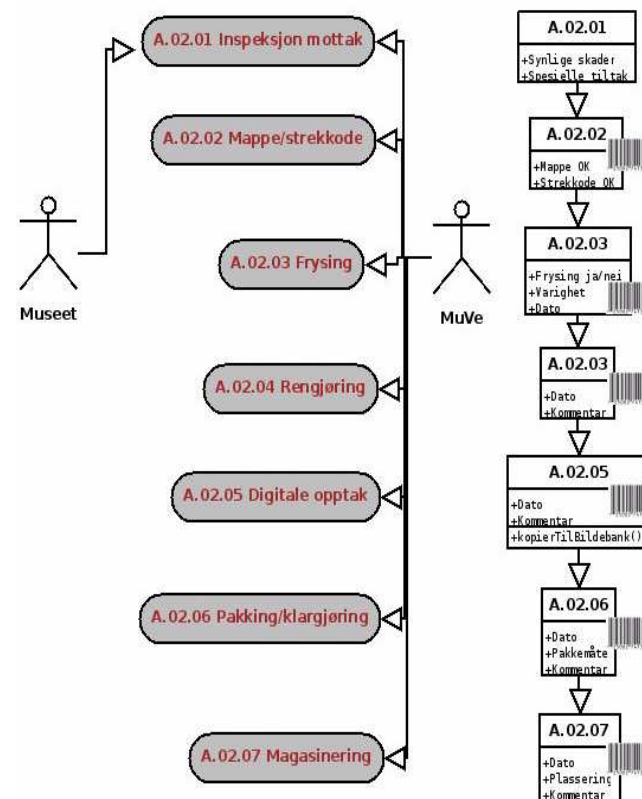 A.02.01 Inspeksjon mottak
A.02.02 Mappe/strekkode
A.02.03 Frysing
A.02.04 Rengjøring
A.02.05 Digitale opptak
A.02.06 Pakking/klargjøring
A.02.07 Magasinering
Museet
MuVe
A.02.01
+Synlige skader
+Spesielle tiltak
A.02.02
+Mappe OK
+Strekkode OK
A.02.03
+Frysing ja/nei
+Varighet
+Dato
A.02.03
+Dato
+Kommentar
A.02.05
+Dato
+Kommentar
+kopierTilBildebank()
A.02.06
+Dato
+Pakkemåte
+Kommentar
A.02.07
+Dato
+Plassering
+Kommentar